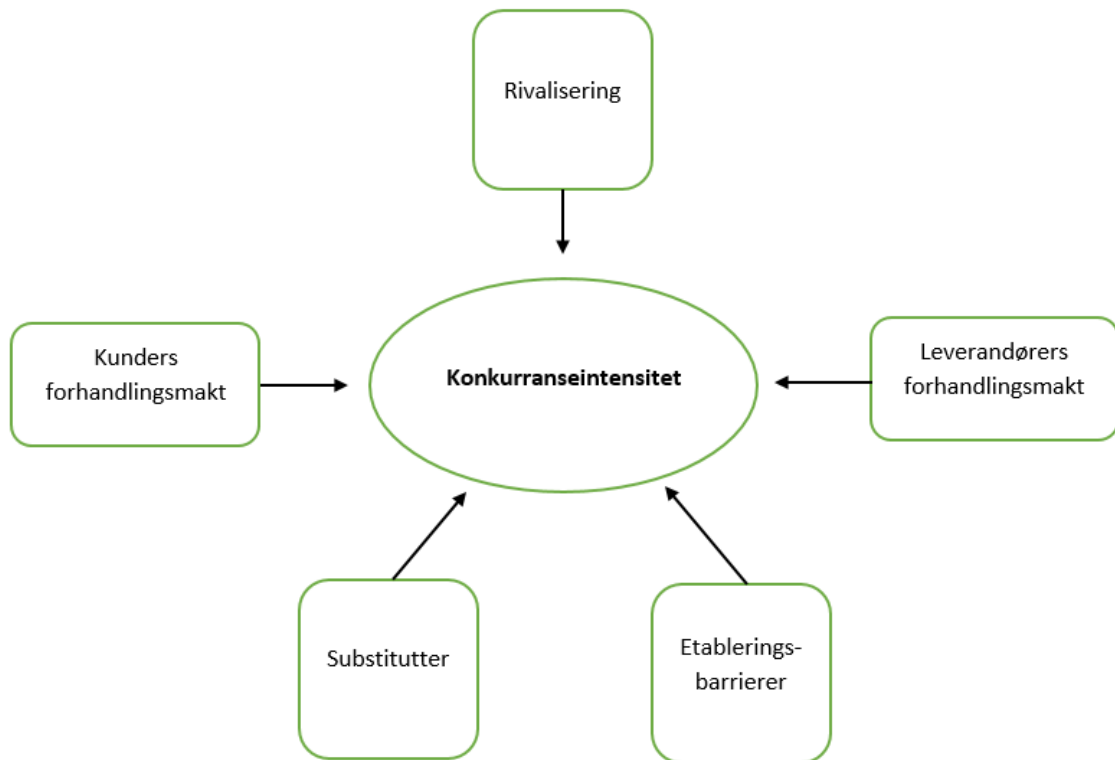 Rivalisering
Kunders
forhandlingsmakt
Konkurranseintensitet
Leverandørers
forhandlingsmakt
Substitutter
Etablerings-
barrierer